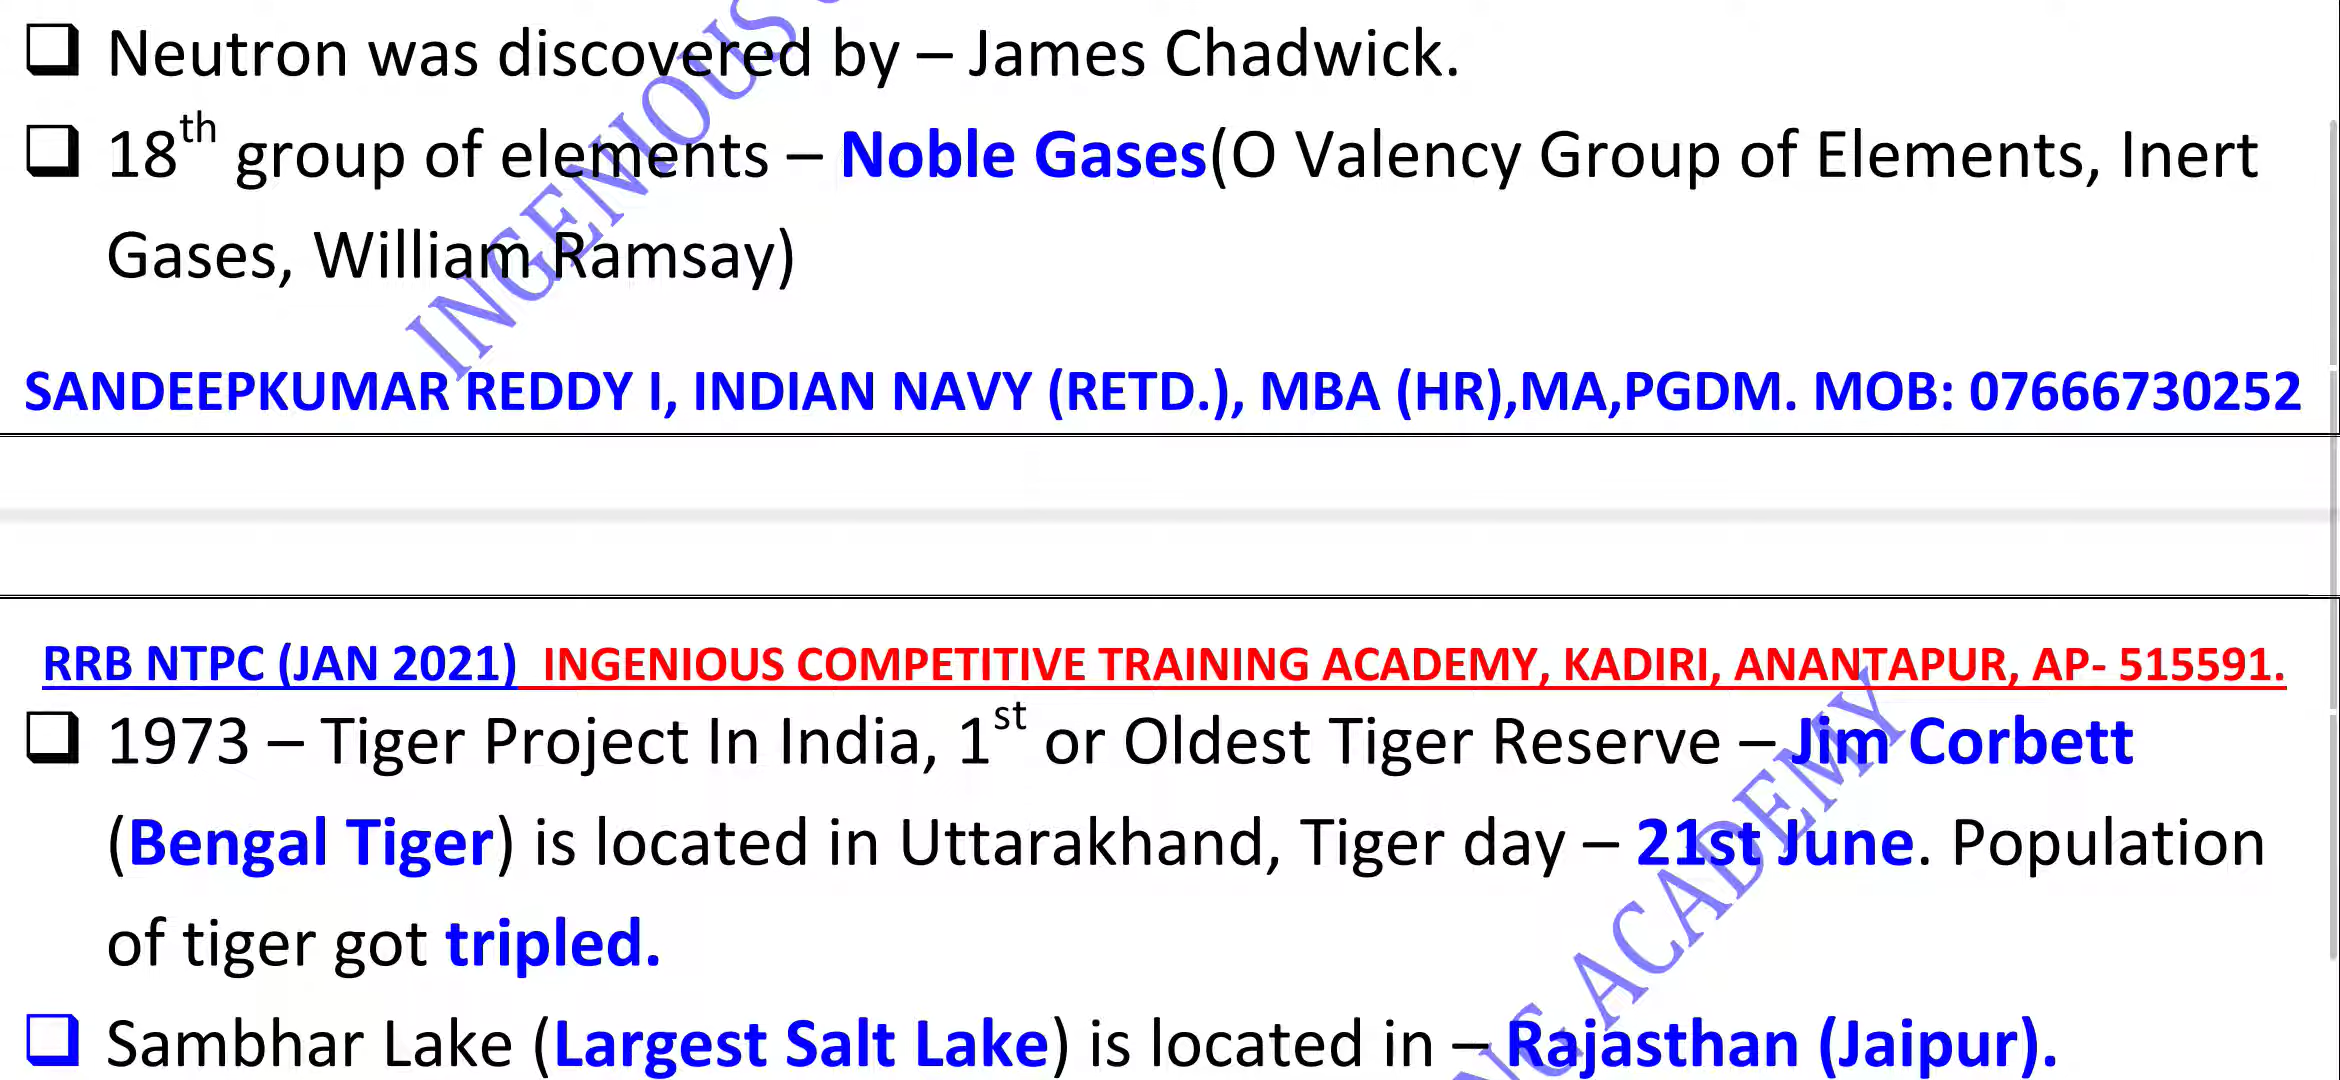 ❑ Neutron was discovered by – James Chadwick.
❑ 18th group of elements – Noble Gases(O Valency Group of Elements, Inert
Gases, William Ramsay)
INGENIOUS
SANDEEPKUMAR REDDY I, INDIAN NAVY (RETD.), MBA (HR),MA,PGDM. MOB: 07666730252
RRB NTPC (JAN 2021) INGENIOUS COMPETITIVE TRAINING ACADEMY, KADIRI, ANANTAPUR, AP- 515591.
❑ 1973 – Tiger Project In India, 1st or Oldest Tiger Reserve – Jim Corbett
(Bengal Tiger) is located in Uttarakhand, Tiger day – 21st June. Population
of tiger got tripled.
❑ Sambhar Lake (Largest Salt Lake) is located in – Rajasthan (Jaipur).
ACADEMY